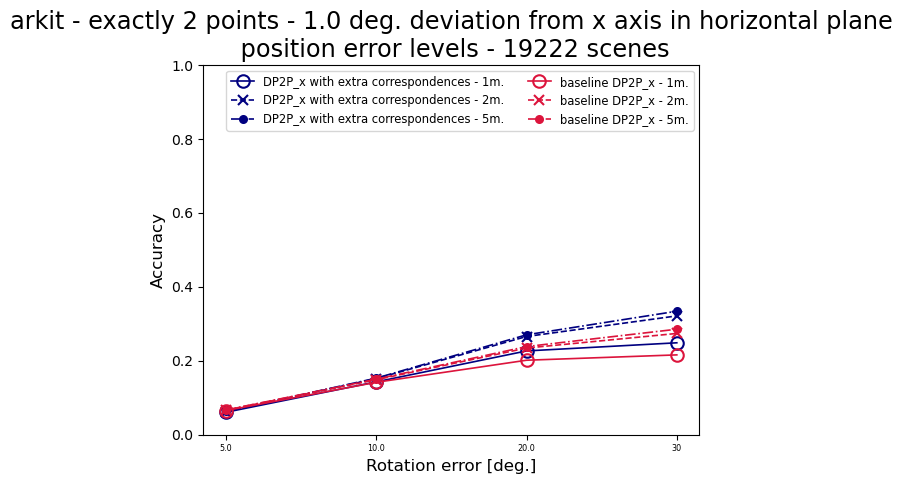 arkit - exactly 2 points - 1.0 deg. deviation from x axis in horizontal plane
position error levels - 19222 scenes
DP2P_x with extra correspondences - 1m.
DP2P_x with extra correspondences - 2m.
DP2P_x with extra correspondences - 5m.
baseline DP2P_x - 1m.
baseline DP2P_x - 2m.
baseline DP2P_x - 5m.
1.0
0.8
0.6
0.4
0.2
0.0
Accuracy
5.0
10.0
20.0
30
Rotation error [deg.]